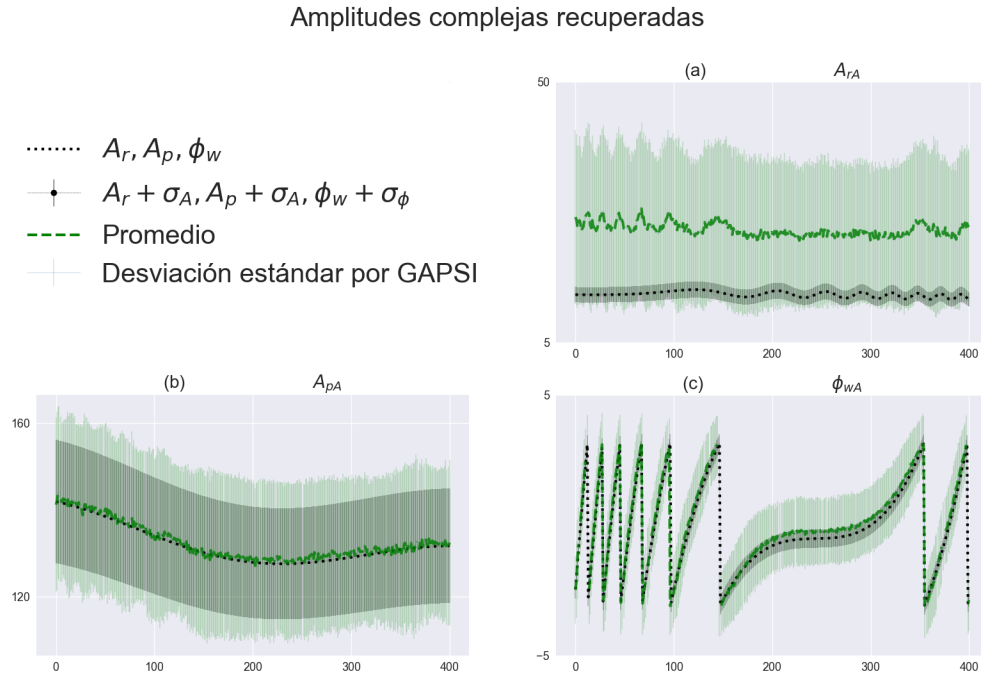 Amplitudes complejas recuperadas
A_r, A_p, ϕ_w
A_r + σ_A, A_p + σ_A, ϕ_w + σ_ϕ
Promedio
Desviación estándar por GAPSI
(a) A_{rA}
50
5
0 100 200 300 400
(b) A_{pA}
160
120
0 100 200 300 400
(c) ϕ_{wA}
5
−5
0 100 200 300 400